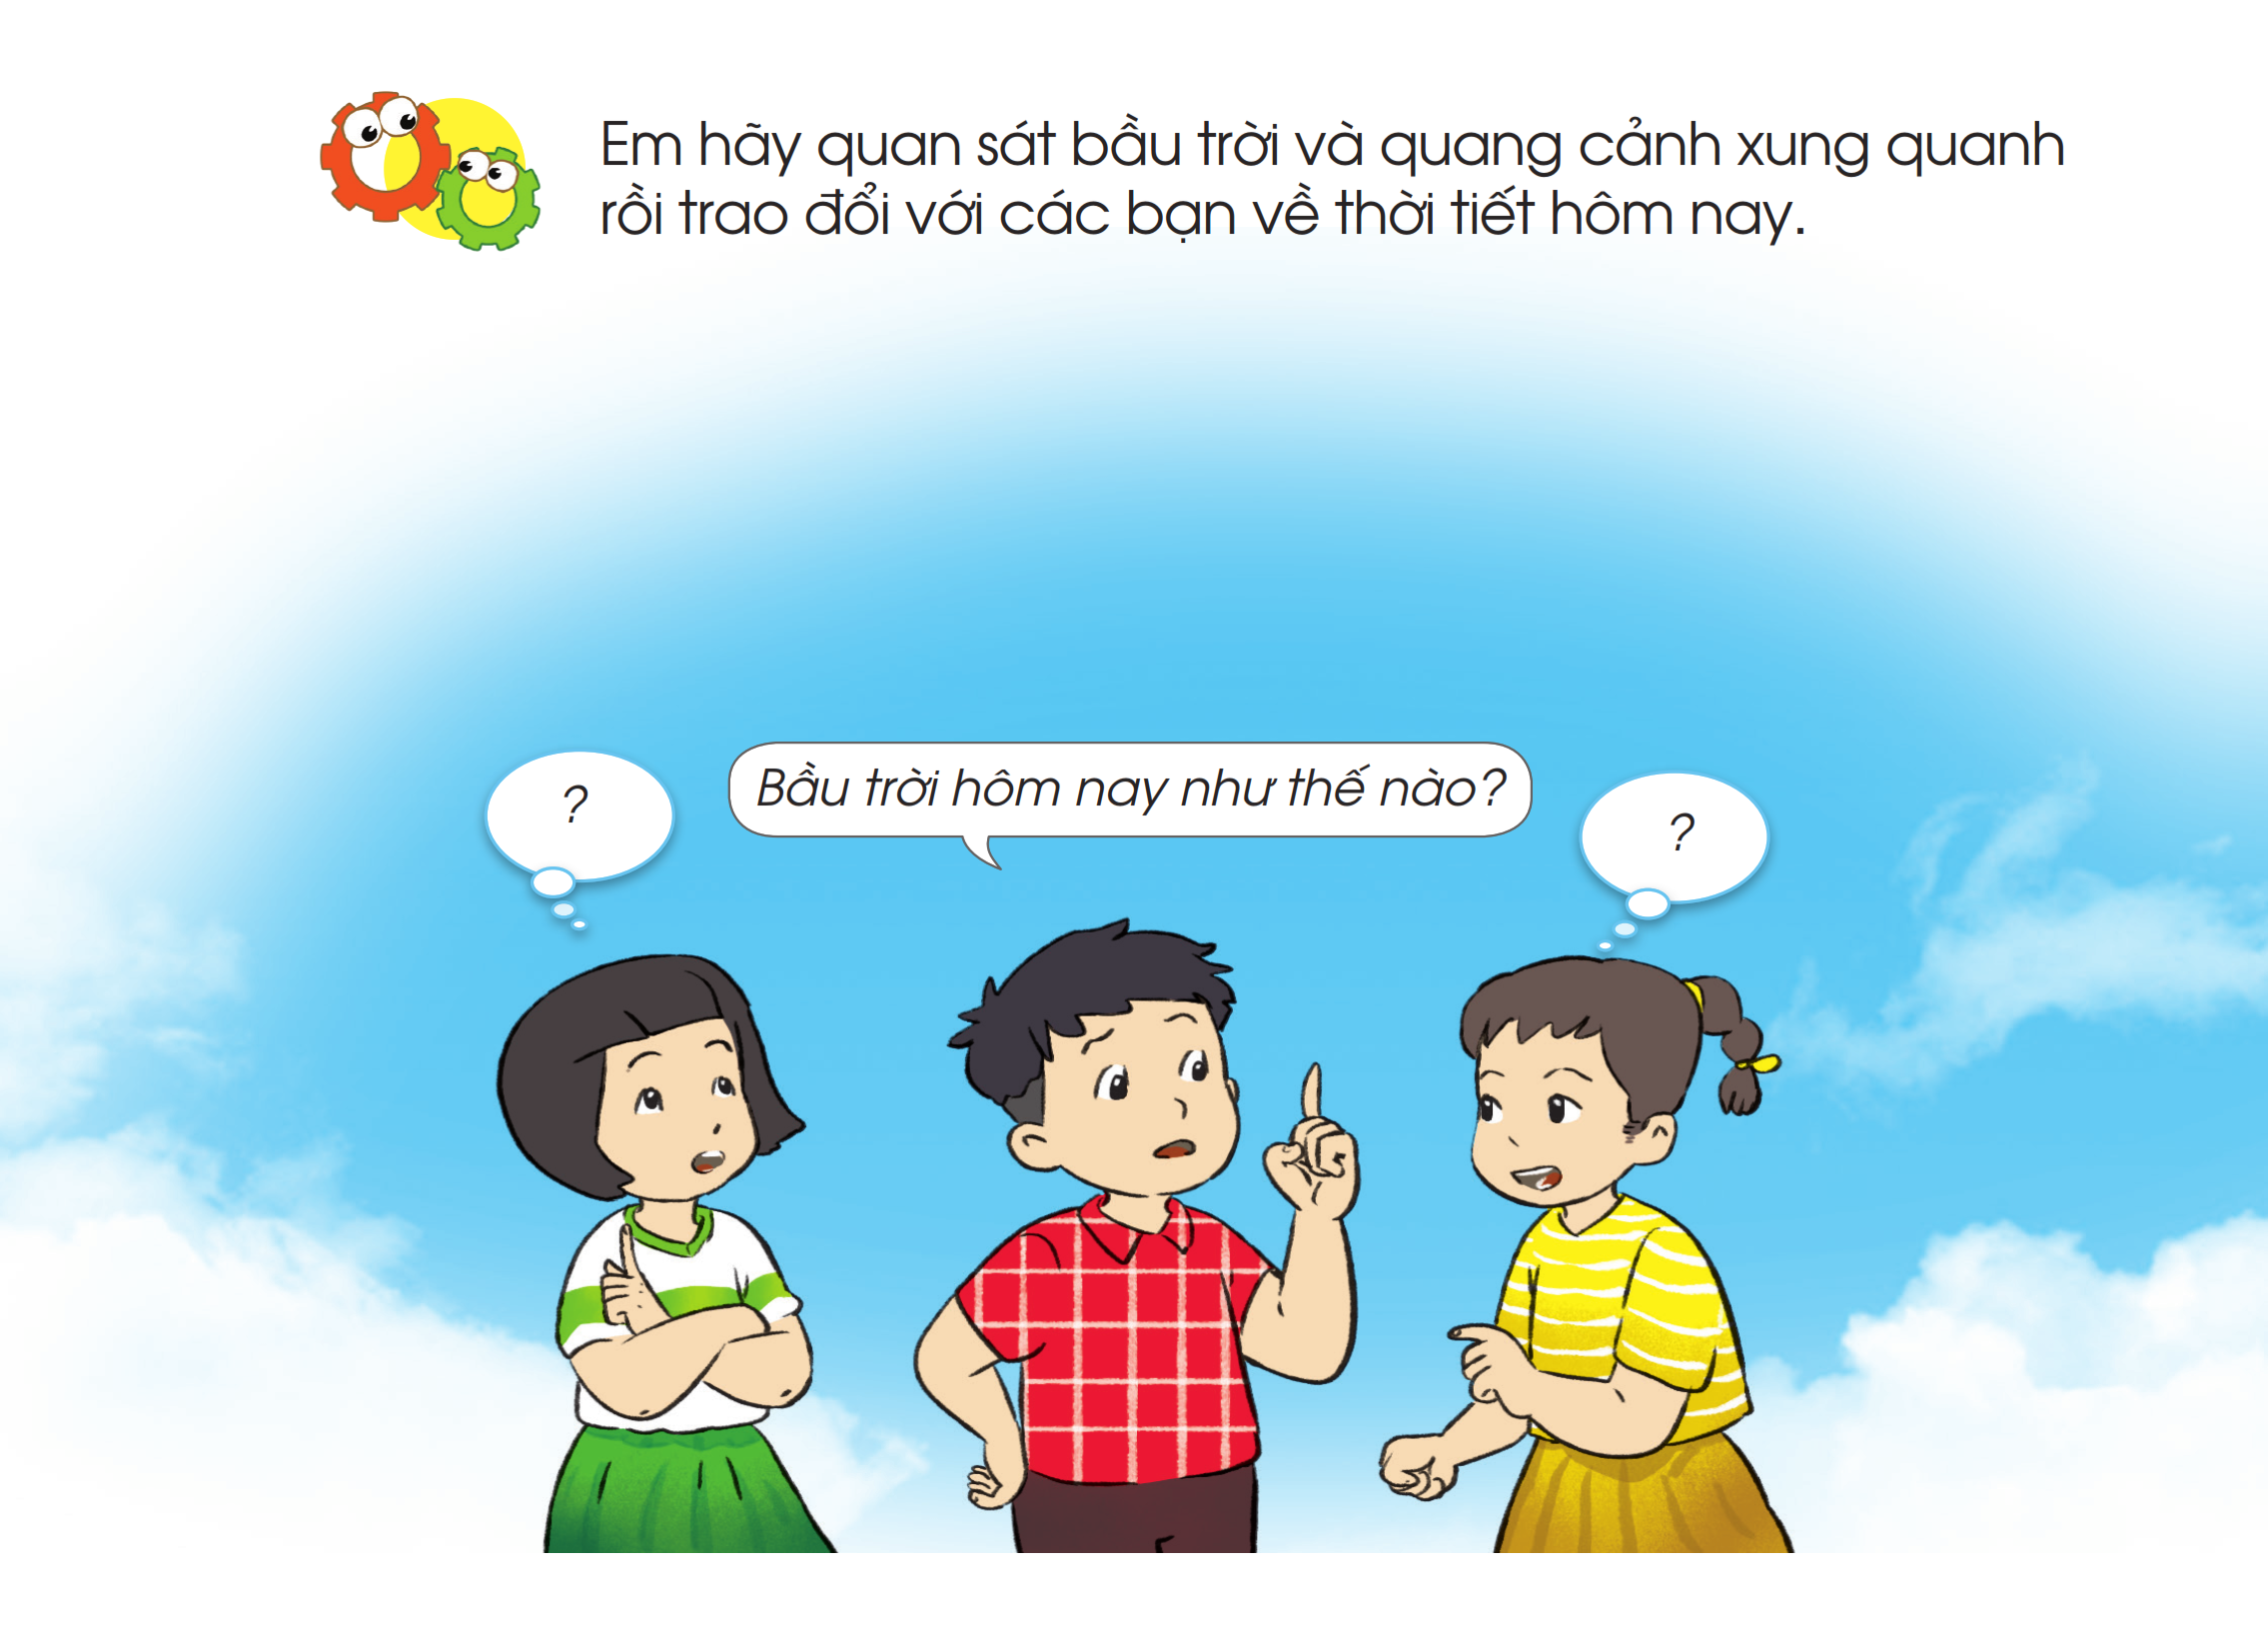 Em hãy quan sát bầu trời và quang cảnh xung quanh
rồi trao đổi với các bạn về thời tiết hôm nay.
?
Bầu trời hôm nay như thế nào?
?